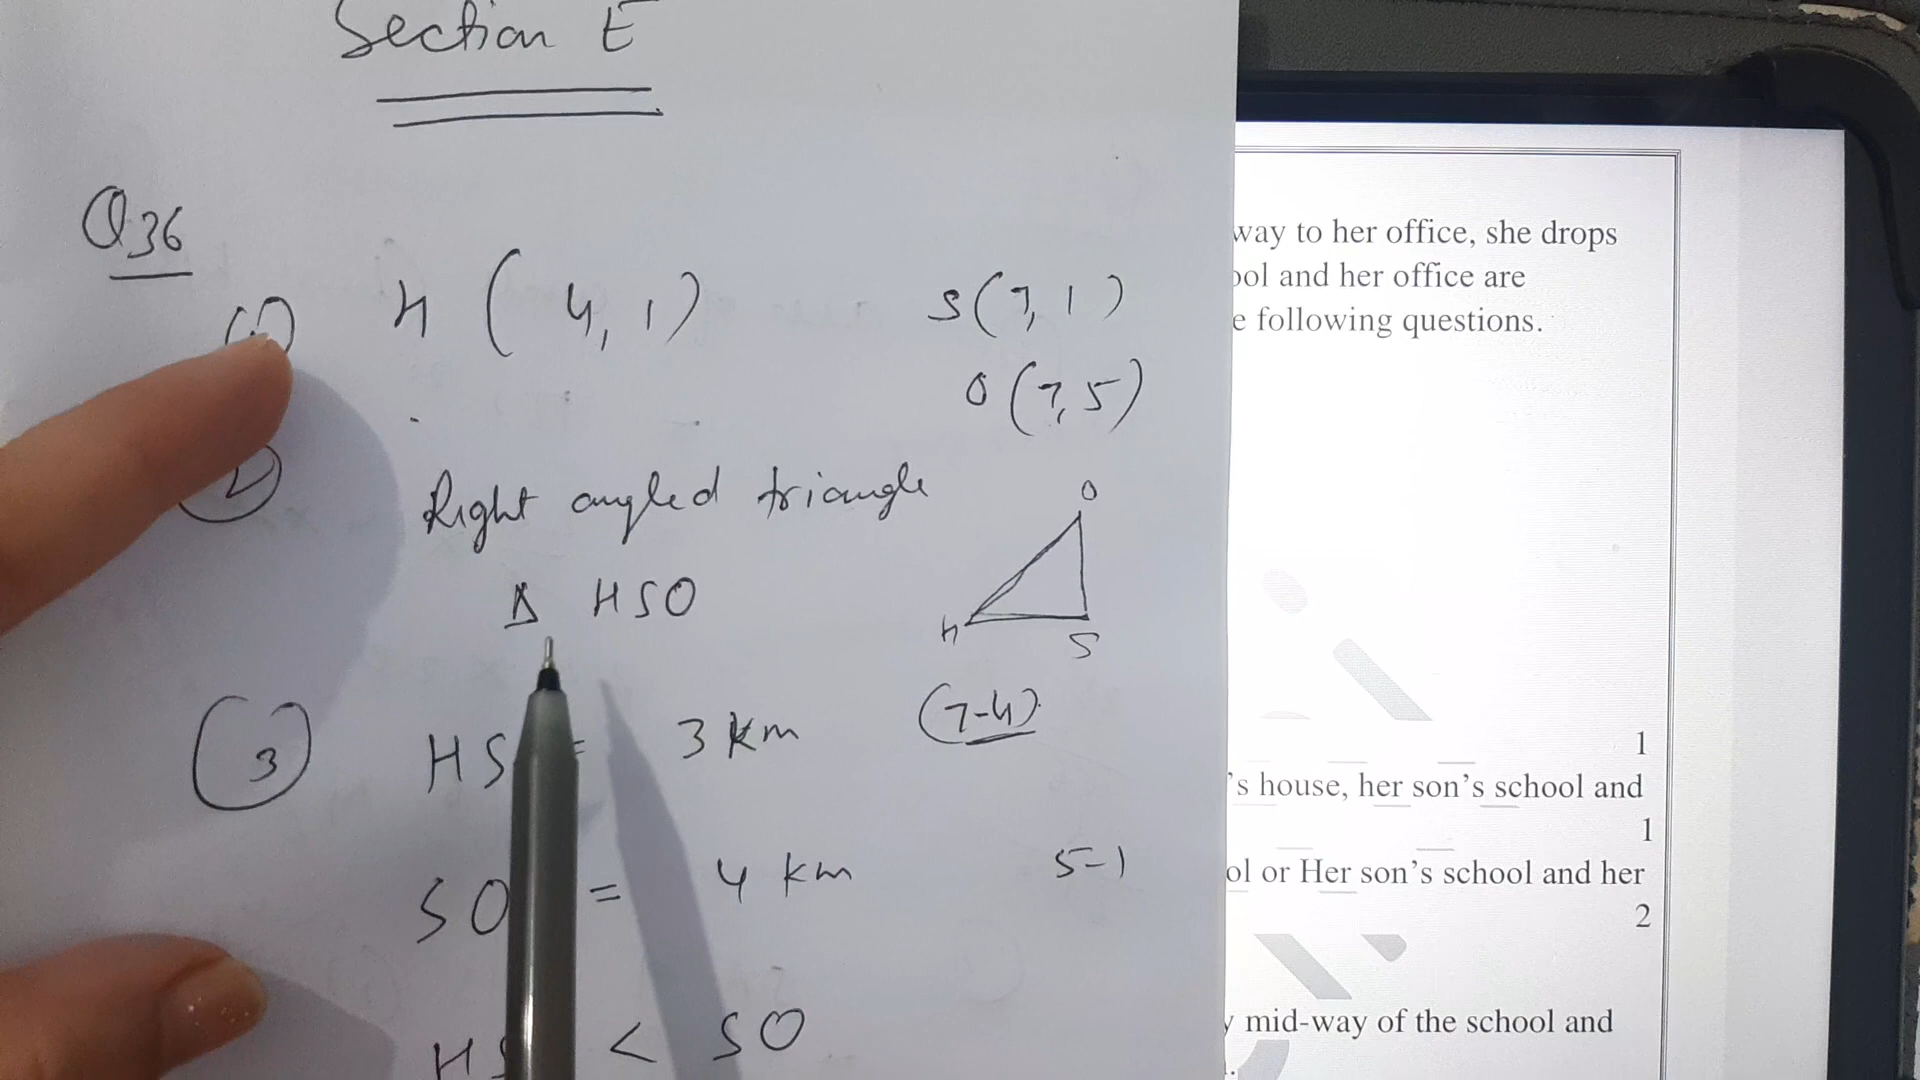 Section E
Q36
H (4, 1) S(7, 1)
O (7, 5)
2
Right angled triangle
O
Δ HSO
H S
3 HS = 3 km (7-4)
SO = 4 km 5-1
HS < SO
way to her office, she drops
ool and her office are
e following questions.
1
's house, her son's school and
1
ol or Her son's school and her
2
y mid-way of the school and